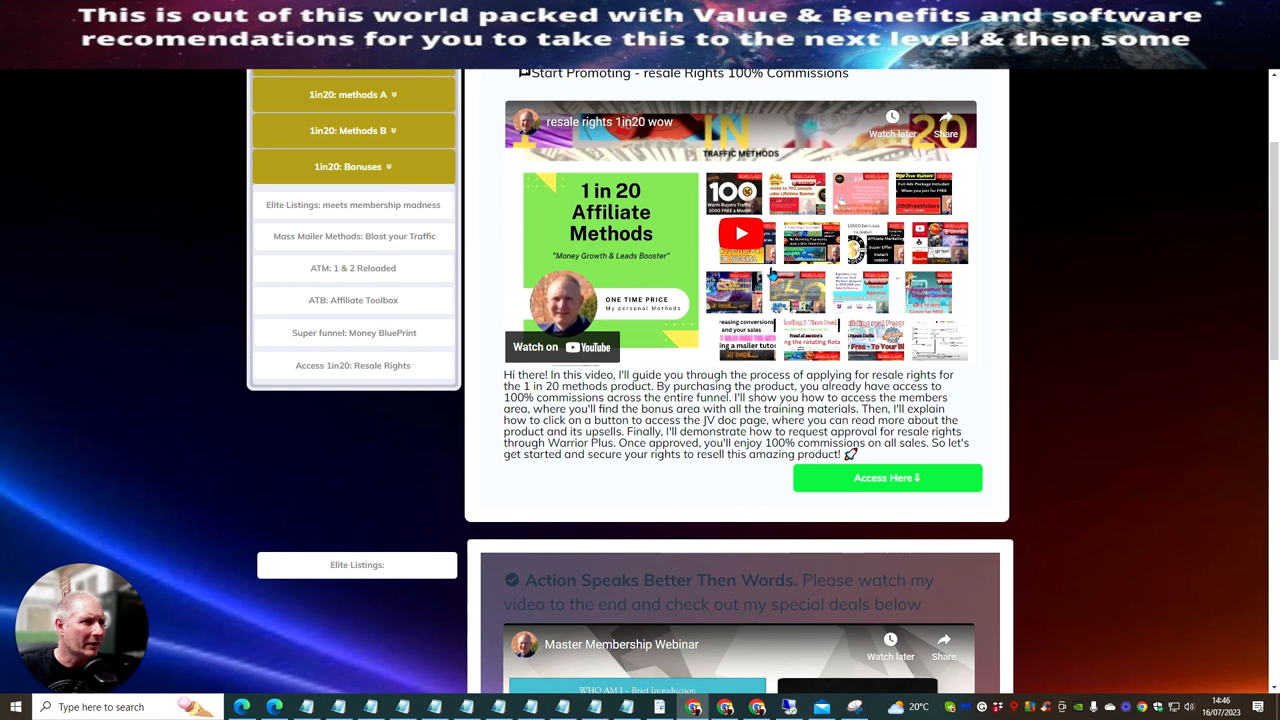 This is out of this world packed with Value & Benefits and software
recomendations for you to take this to the next level & then some
Start Promoting - resale Rights 100% Commissions
1in20: methods A
1in20: Methods B
1in20: Bonuses
Elite Listings: meets membership madness
Mass Mailer Methods: Blast your Traffic
ATM: 1 & 2 Reloaded
ATB: Affiliate Toolbox
Super funnel: Money BluePrint
Access 1in20: Resale Rights
resale rights 1in20 wow
Watch later
Share
IN
20
TRAFFIC METHODS
1 in 20
Affiliate
Methods
"Money Growth & Leads Booster"
ONE TIME PRICE
My personal Methods
Watch on YouTube
100
Hi there! In this video, I'll guide you through the process of applying for resale rights for
the 1 in 20 methods product. By purchasing the product, you already have access to
100% commissions across the entire funnel. I'll show you how to access the members
area, where you'll find the bonus area with all the training materials. Then, I'll explain
how to click on a button to access the JV doc page, where you can read more about the
product and its upsells. Finally, I'll demonstrate how to request approval for resale rights
through Warrior Plus. Once approved, you'll enjoy 100% commissions on all sales. So let's
get started and secure your rights to resell this amazing product!
Access Here
Elite Listings:
Action Speaks Better Then Words. Please watch my
video to the end and check out my special deals below
Master Membership Webinar
Watch later
Share
WHO AM I - Brief Introduction
Type here to search
20°C
14:46
16/07/2023